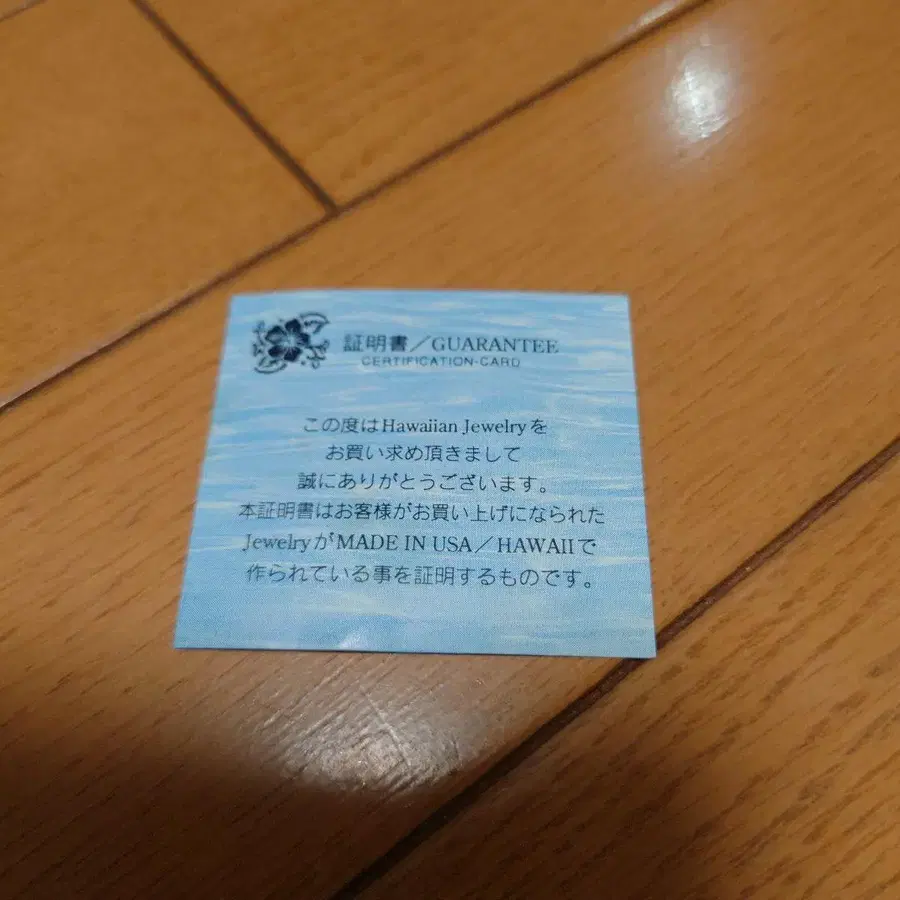 証明書／GUARANTEE
CERTIFICATION-CARD
この度はHawaiian Jewelryを
お買い求め頂きまして
誠にありがとうございます。
本証明書はお客様がお買い上げになられた
JewelryがMADE IN USA／HAWAIIで
作られている事を証明するものです。